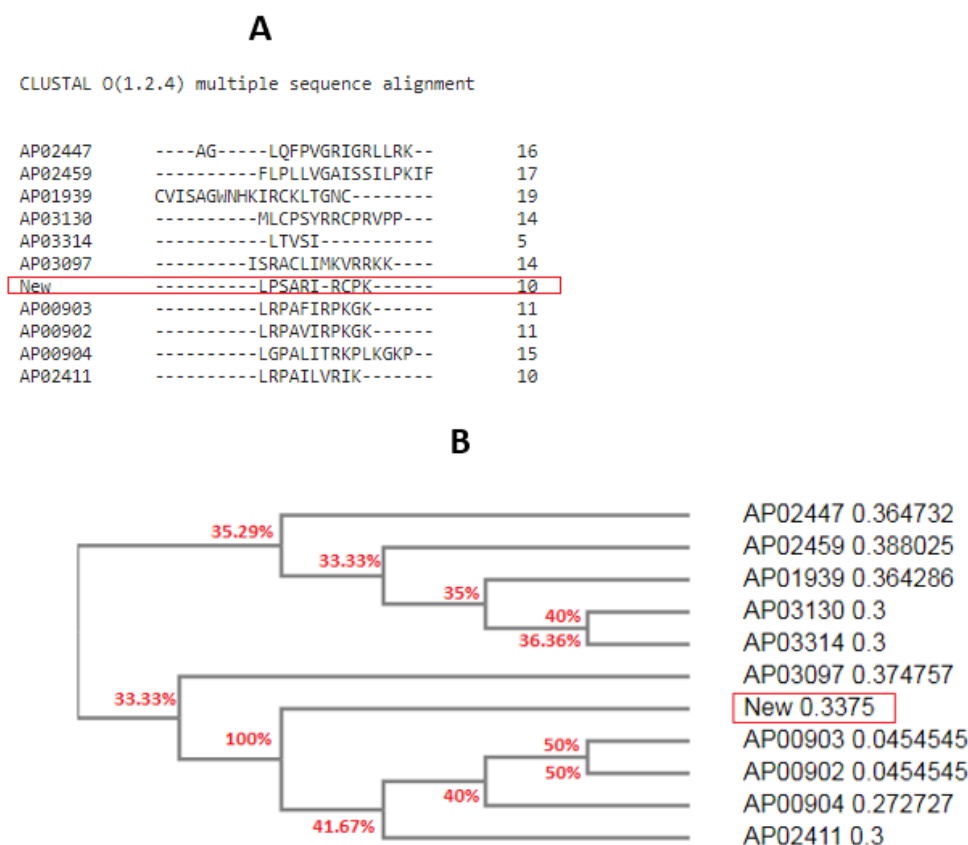 A
CLUSTAL O(1.2.4) multiple sequence alignment
AP02447 ----AG-----LQFPVGRIGRLLRK-- 16
AP02459 ----------FLPLLVGAISSILPKIF 17
AP01939 CVISAGWNHKIRCKLTGNC-------- 19
AP03130 ----------MLCPSYRRCPRVPP--- 14
AP03314 -----------LTVSI----------- 5
AP03097 ---------ISRACLIMKVRRKK---- 14
New ----------LPSARI-RCPK------ 10
AP00903 ----------LRPAFIRPKGK------ 11
AP00902 ----------LRPAVIRPKGK------ 11
AP00904 ----------LGPALITRKPLKGKP-- 15
AP02411 ----------LRPAILVRIK------- 10
B
AP02447 0.364732
35.29%
AP02459 0.388025
33.33%
AP01939 0.364286
35%
AP03130 0.3
40%
36.36%
AP03314 0.3
AP03097 0.374757
33.33%
New 0.3375
100%
AP00903 0.0454545
50%
50%
AP00902 0.0454545
40%
AP00904 0.272727
41.67%
AP02411 0.3